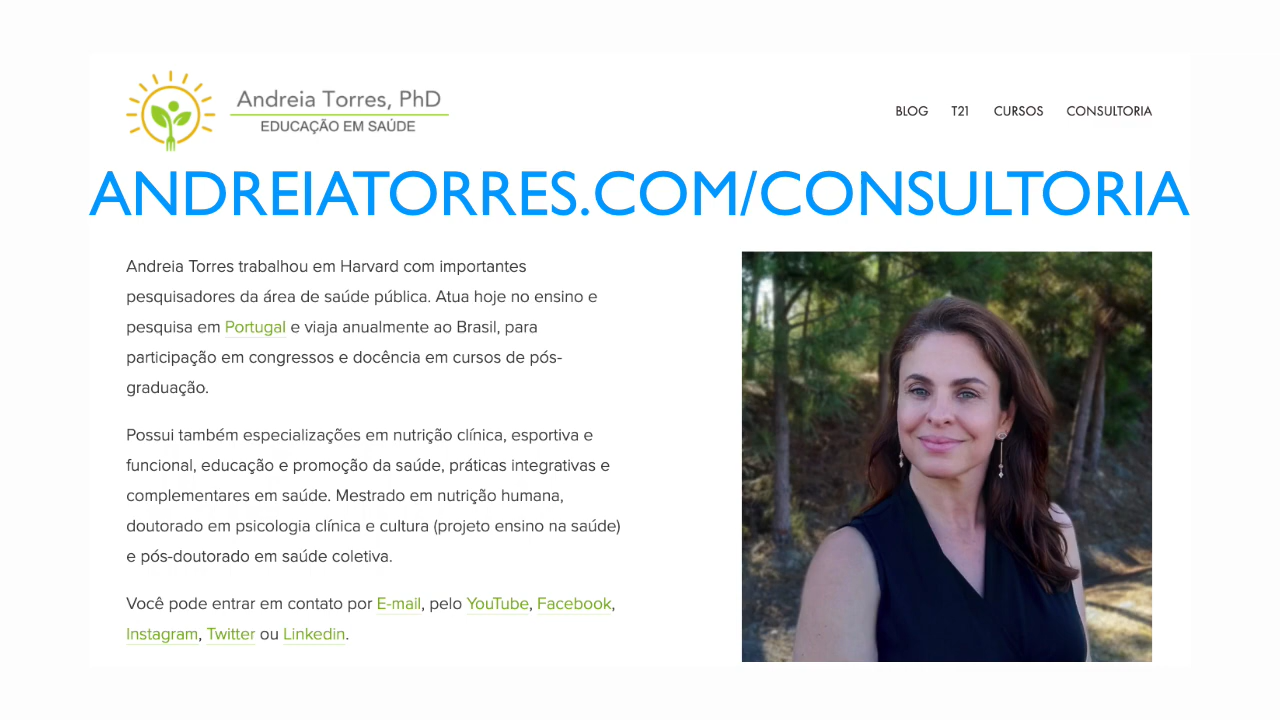 Andreia Torres, PhD
EDUCAÇÃO EM SAÚDE
BLOG T21 CURSOS CONSULTORIA
ANDREIATORRES.COM/CONSULTORIA
Andreia Torres trabalhou em Harvard com importantes
pesquisadores da área de saúde pública. Atua hoje no ensino e
pesquisa em Portugal e viaja anualmente ao Brasil, para
participação em congressos e docência em cursos de pós-
graduação.
Possui também especializações em nutrição clínica, esportiva e
funcional, educação e promoção da saúde, práticas integrativas e
complementares em saúde. Mestrado em nutrição humana,
doutorado em psicologia clínica e cultura (projeto ensino na saúde)
e pós-doutorado em saúde coletiva.
Você pode entrar em contato por E-mail, pelo YouTube, Facebook,
Instagram, Twitter ou Linkedin.